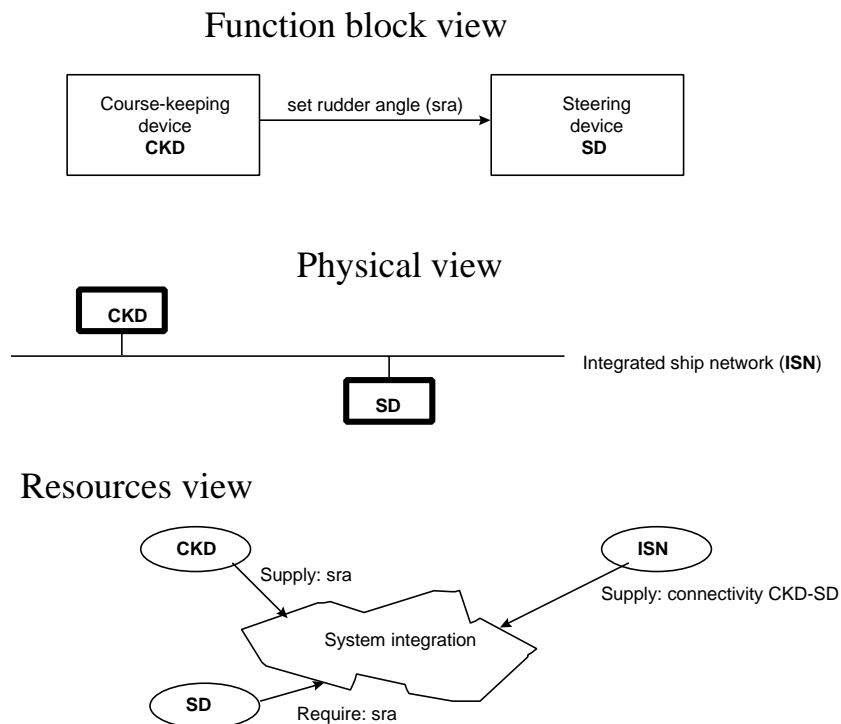 Function block view
Course-keeping
device
CKD
set rudder angle (sra)
Steering
device
SD
Physical view
CKD
Integrated ship network (ISN)
SD
Resources view
CKD
ISN
Supply: sra
Supply: connectivity CKD-SD
System integration
SD
Require: sra